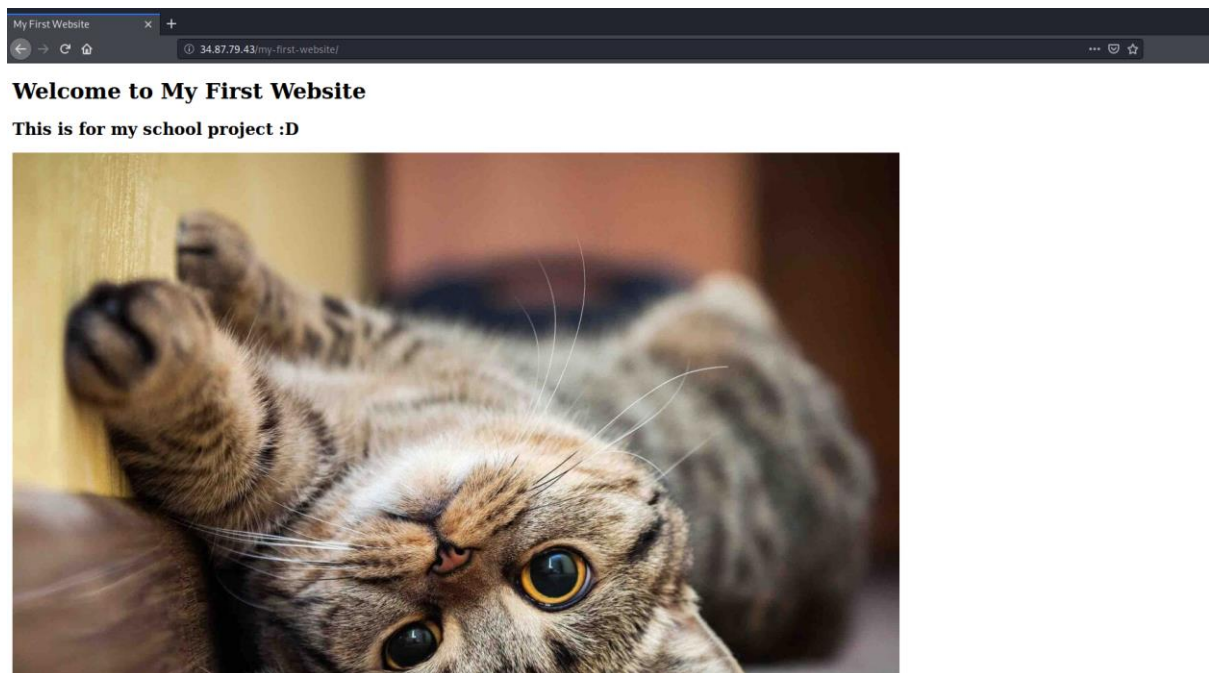 My First Website
34.87.79.43/my-first-website/
Welcome to My First Website
This is for my school project :D